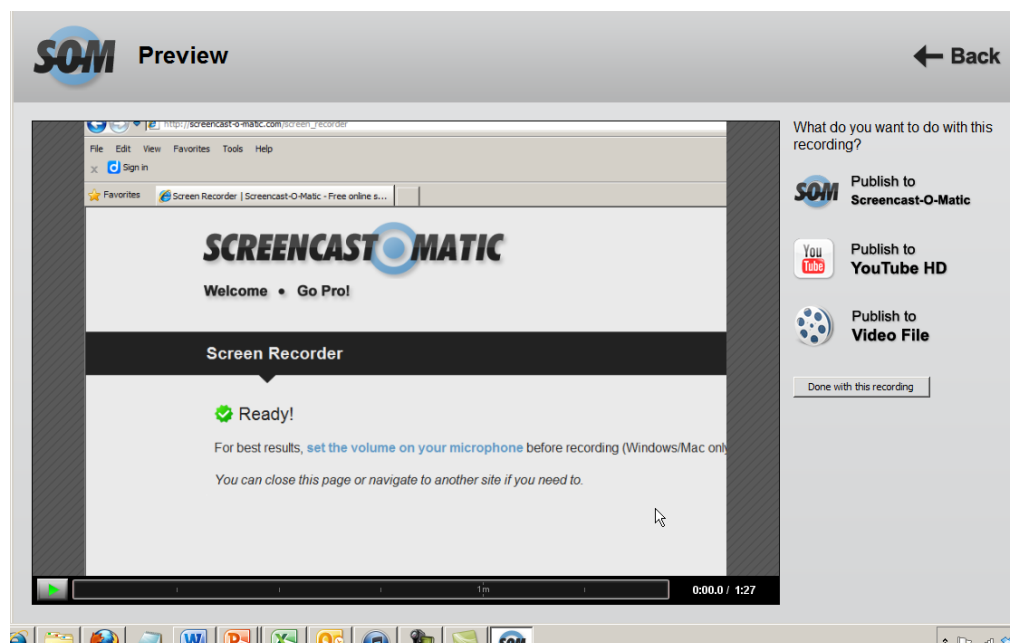 SOM Preview
Back
http://screencast-o-matic.com/screen_recorder
File Edit View Favorites Tools Help
x Sign in
Favorites Screen Recorder | Screencast-O-Matic - Free online s...
SCREENCAST O MATIC
Welcome • Go Pro!
Screen Recorder
Ready!
For best results, set the volume on your microphone before recording (Windows/Mac only
You can close this page or navigate to another site if you need to.
1m
0:00.0 / 1:27
What do you want to do with this
recording?
SOM
Publish to
Screencast-O-Matic
You
Tube
Publish to
YouTube HD
Publish to
Video File
Done with this recording
W P X O SOM